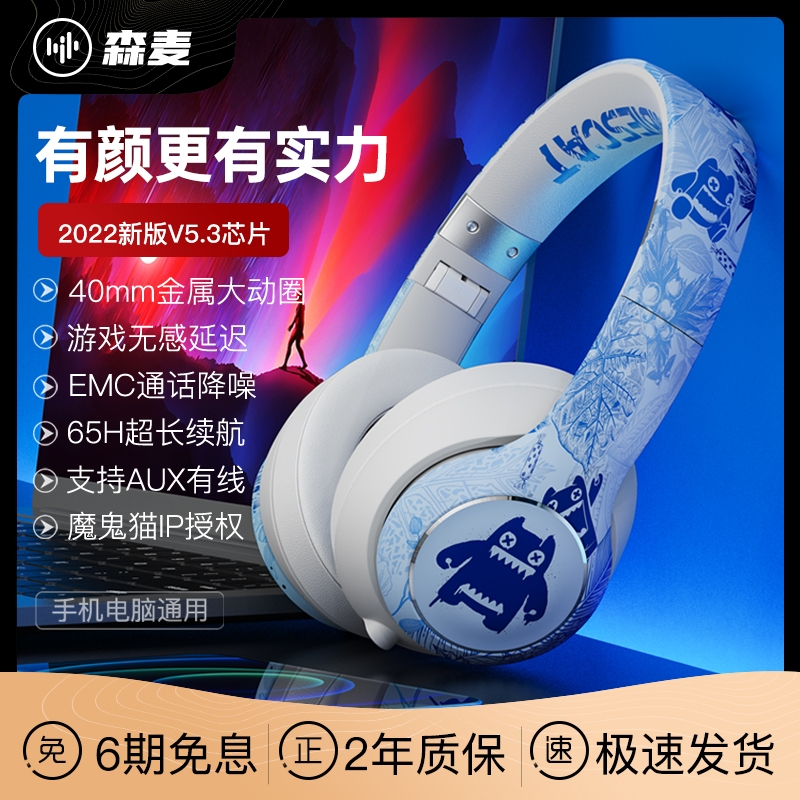 森麦
有颜更有实力
2022新版V5.3芯片
40mm金属大动圈
游戏无感延迟
EMC通话降噪
65H超长续航
支持AUX有线
魔鬼猫IP授权
手机电脑通用
免 6期免息
正 2年质保
速 极速发货